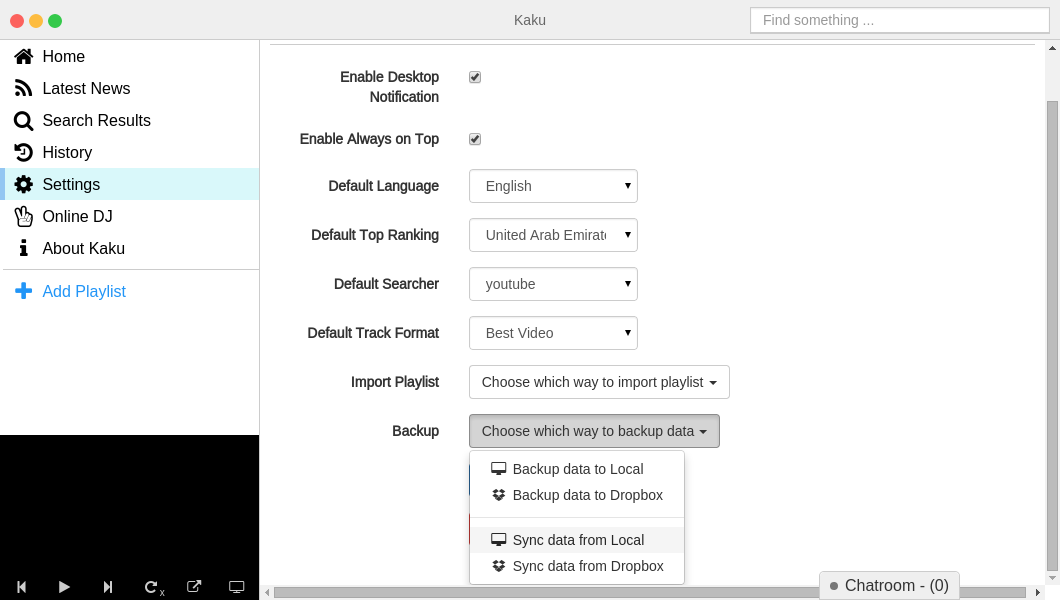 Kaku
Find something ...
Home
Latest News
Search Results
History
Settings
Online DJ
About Kaku
Add Playlist
Enable Desktop
Notification
Enable Always on Top
Default Language
English
Default Top Ranking
United Arab Emirate
Default Searcher
youtube
Default Track Format
Best Video
Import Playlist
Choose which way to import playlist
Backup
Choose which way to backup data
Backup data to Local
Backup data to Dropbox
Sync data from Local
Sync data from Dropbox
x
Chatroom - (0)